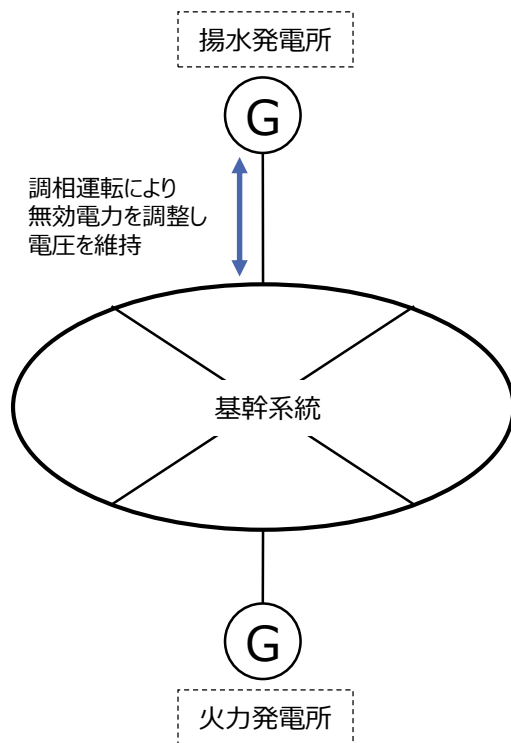 揚水発電所
G
調相運転により
無効電力を調整し
電圧を維持
基幹系統
G
火力発電所